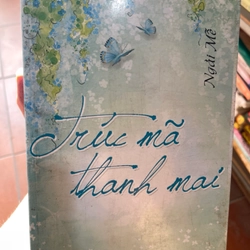 Ngải Mễ
trúc mã
thanh mai